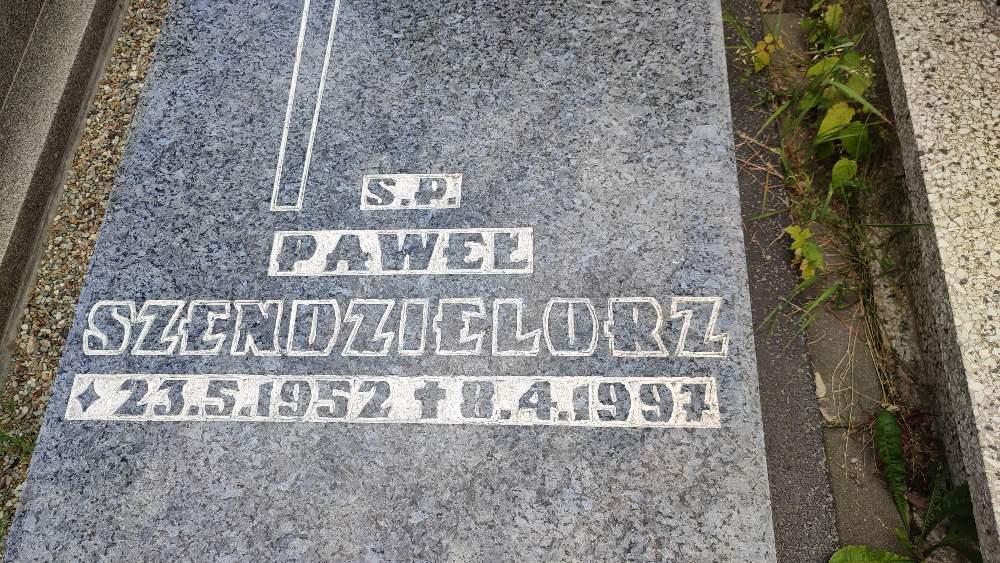 S.P.
PAWEŁ
SZENDZIELORZ
✦ 23.5.1952 ✝ 8.4.1997